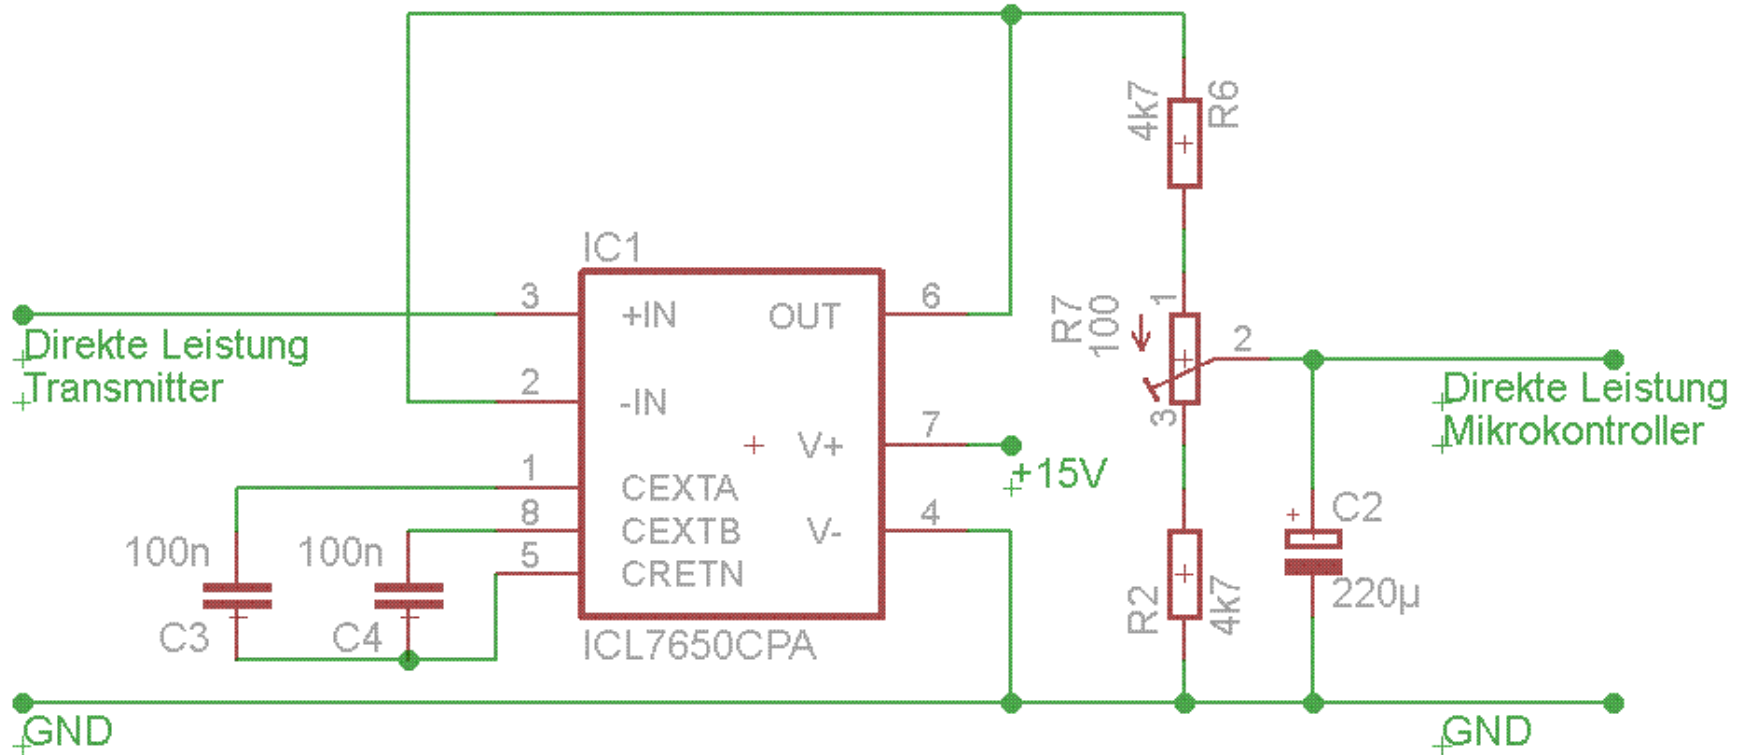 4k7
R6
IC1
3
+IN
OUT
6
R7
100
1
2
3
Direkte Leistung
Transmitter
2
-IN
Direkte Leistung
Mikrokontroller
V+
7
+15V
1
CEXTA
8
CEXTB
V-
4
C2
100n
100n
5
CRETN
R2
4k7
220µ
C3
C4
ICL7650CPA
GND
GND